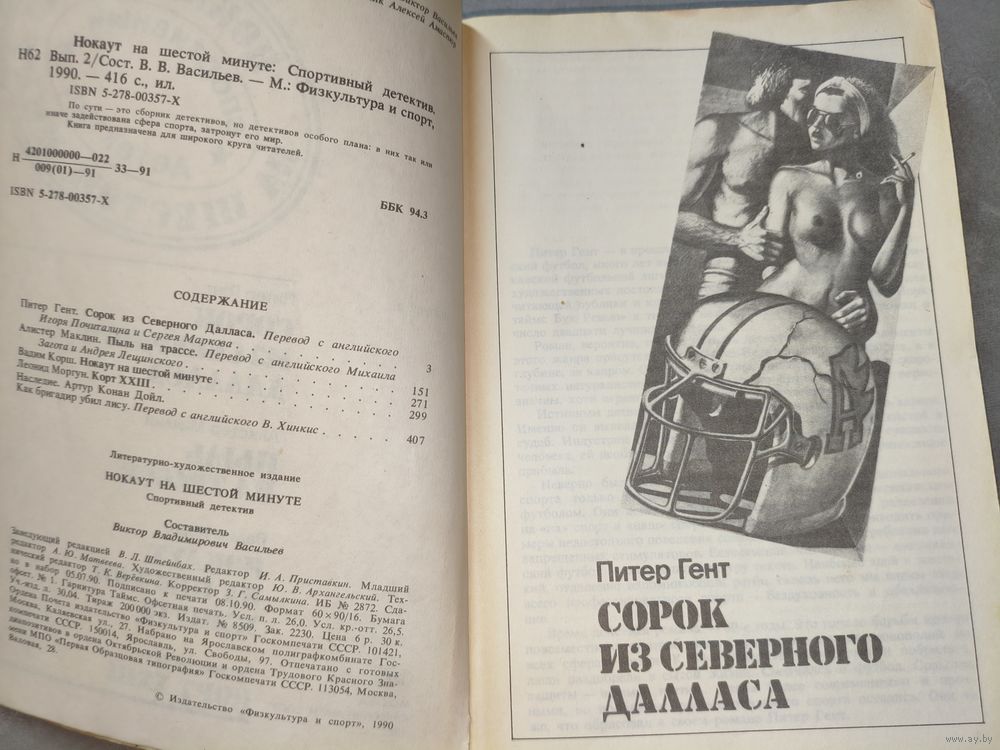 Виктор Васильев
Алексей
Нокаут на шестой минуте: Спортивный детектив.
Н62 Вып. 2/Сост. В. В. Васильев. — М.: Физкультура и спорт,
1990. — 416 с., ил.
ISBN 5-278-00357-X
По сути — это сборник детективов, но детективов особого плана: в них так или
иначе задействована сфера спорта, затронут его мир.
Книга предназначена для широкого круга читателей.
Н 4201000000—022 33—91
009(01)—91
ББК 94.3
ISBN 5-278-00357-X
СОДЕРЖАНИЕ
Питер Гент. Сорок из Северного Далласа. Перевод с английского
Игоря Почиталина и Сергея Маркова . . . . . . . . 3
Алистер Маклин. Пыль на трассе. Перевод с английского Михаила
Загота и Андрея Лещинского . . . . . . . . . . 151
Вадим Корш. Нокаут на шестой минуте . . . . . . . . 271
Леонид Моргун. Корт XXIII . . . . . . . . . . . 299
Наследие. Артур Конан Дойл.
Как бригадир убил лису. Перевод с английского В. Хинкис . . . . . 407
Литературно-художественное издание
НОКАУТ НА ШЕСТОЙ МИНУТЕ
Спортивный детектив
Составитель
Виктор Владимирович Васильев
Заведующий редакцией В. Л. Штейнбах. Редактор И. А. Приставкин. Младший
редактор А. Ю. Матвеева. Художественный редактор Ю. В. Архангельский. Тех-
нический редактор Т. К. Верёвкина. Корректор З. Г. Самылкина. ИБ № 2872. Сда-
но в набор 05.07.90. Подписано к печати 08.10.90. Формат 60×90/16. Бумага
офсет. № 1. Гарнитура Таймс. Офсетная печать. Усл. п. л. 26,0. Усл. кр.-отт. 26,5.
Уч.-изд. л. 30,04. Тираж 200 000 экз. Издат. № 8509. Зак. 2230. Цена 6 р. 30 к.
Ордена Почета издательство «Физкультура и спорт» Госкомпечати СССР. 101421,
Москва, Каляевская ул., 27. Набрано на Ярославском полиграфкомбинате Гос-
компечати СССР. 150014, Ярославль, ул. Свободы, 97. Отпечатано с готовых
диапозитивов в ордена Октябрьской Революции и ордена Трудового Красного Зна-
мени МПО «Первая Образцовая типография» Госкомпечати СССР. 113054, Москва,
Валовая, 28.
© Издательство «Физкультура и спорт», 1990
Питер Гент
СОРОК
ИЗ СЕВЕРНОГО
ДАЛЛАСА
www.ay.by